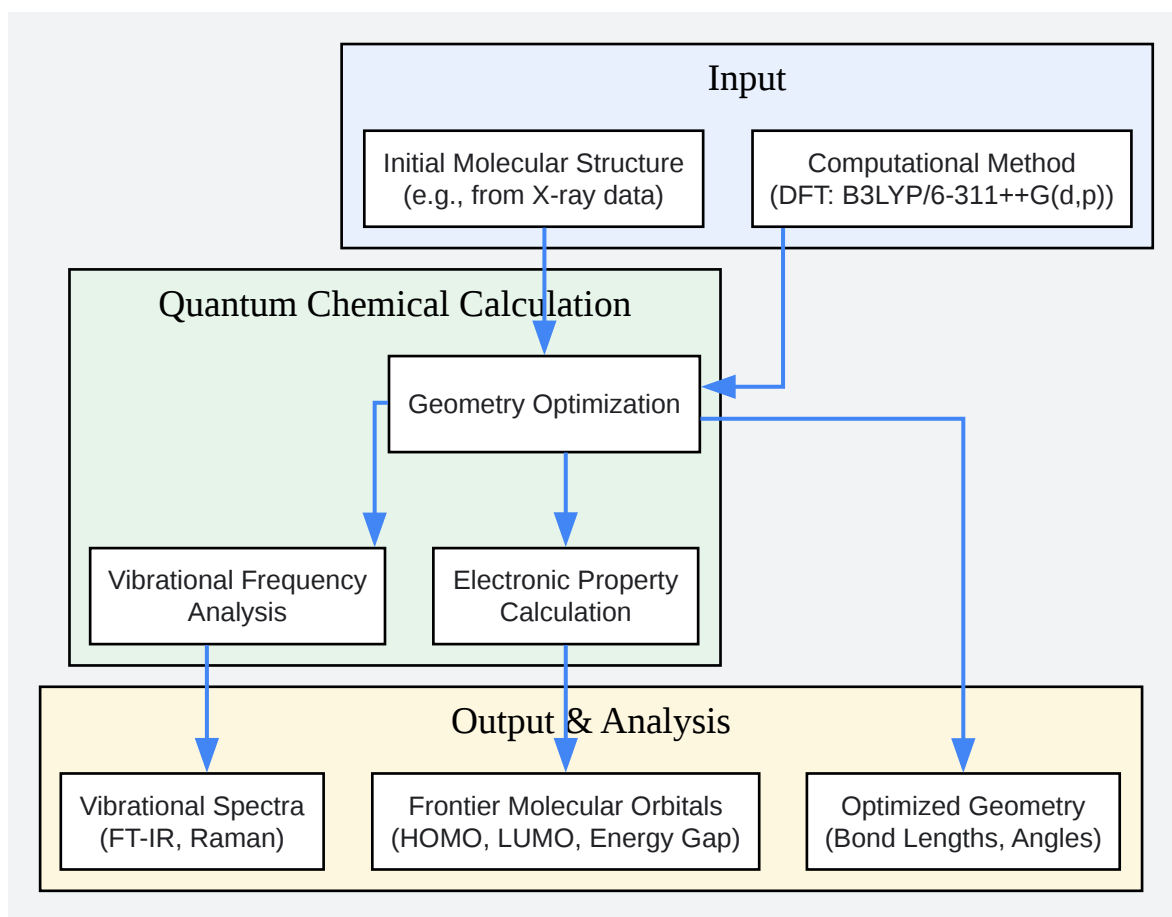 Input
Initial Molecular Structure
(e.g., from X-ray data)
Computational Method
(DFT: B3LYP/6-311++G(d,p))
Quantum Chemical Calculation
Geometry Optimization
Vibrational Frequency
Analysis
Electronic Property
Calculation
Output & Analysis
Vibrational Spectra
(FT-IR, Raman)
Frontier Molecular Orbitals
(HOMO, LUMO, Energy Gap)
Optimized Geometry
(Bond Lengths, Angles)